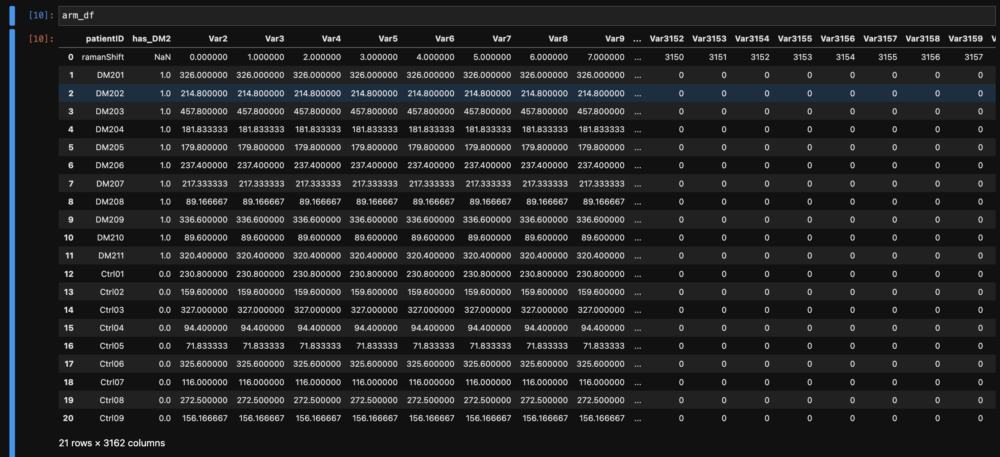 [10]: arm_df
[10]: patientID has_DM2 Var2 Var3 Var4 Var5 Var6 Var7 Var8 Var9 ... Var3152 Var3153 Var3154 Var3155 Var3156 Var3157 Var3158 Var3159
0 ramanShift NaN 0.000000 1.000000 2.000000 3.000000 4.000000 5.000000 6.000000 7.000000 ... 3150 3151 3152 3153 3154 3155 3156 3157
1 DM201 1.0 326.000000 326.000000 326.000000 326.000000 326.000000 326.000000 326.000000 326.000000 ... 0 0 0 0 0 0 0 0
2 DM202 1.0 214.800000 214.800000 214.800000 214.800000 214.800000 214.800000 214.800000 214.800000 ... 0 0 0 0 0 0 0 0
3 DM203 1.0 457.800000 457.800000 457.800000 457.800000 457.800000 457.800000 457.800000 457.800000 ... 0 0 0 0 0 0 0 0
4 DM204 1.0 181.833333 181.833333 181.833333 181.833333 181.833333 181.833333 181.833333 181.833333 ... 0 0 0 0 0 0 0 0
5 DM205 1.0 179.800000 179.800000 179.800000 179.800000 179.800000 179.800000 179.800000 179.800000 ... 0 0 0 0 0 0 0 0
6 DM206 1.0 237.400000 237.400000 237.400000 237.400000 237.400000 237.400000 237.400000 237.400000 ... 0 0 0 0 0 0 0 0
7 DM207 1.0 217.333333 217.333333 217.333333 217.333333 217.333333 217.333333 217.333333 217.333333 ... 0 0 0 0 0 0 0 0
8 DM208 1.0 89.166667 89.166667 89.166667 89.166667 89.166667 89.166667 89.166667 89.166667 ... 0 0 0 0 0 0 0 0
9 DM209 1.0 336.600000 336.600000 336.600000 336.600000 336.600000 336.600000 336.600000 336.600000 ... 0 0 0 0 0 0 0 0
10 DM210 1.0 89.600000 89.600000 89.600000 89.600000 89.600000 89.600000 89.600000 89.600000 ... 0 0 0 0 0 0 0 0
11 DM211 1.0 320.400000 320.400000 320.400000 320.400000 320.400000 320.400000 320.400000 320.400000 ... 0 0 0 0 0 0 0 0
12 Ctrl01 0.0 230.800000 230.800000 230.800000 230.800000 230.800000 230.800000 230.800000 230.800000 ... 0 0 0 0 0 0 0 0
13 Ctrl02 0.0 159.600000 159.600000 159.600000 159.600000 159.600000 159.600000 159.600000 159.600000 ... 0 0 0 0 0 0 0 0
14 Ctrl03 0.0 327.000000 327.000000 327.000000 327.000000 327.000000 327.000000 327.000000 327.000000 ... 0 0 0 0 0 0 0 0
15 Ctrl04 0.0 94.400000 94.400000 94.400000 94.400000 94.400000 94.400000 94.400000 94.400000 ... 0 0 0 0 0 0 0 0
16 Ctrl05 0.0 71.833333 71.833333 71.833333 71.833333 71.833333 71.833333 71.833333 71.833333 ... 0 0 0 0 0 0 0 0
17 Ctrl06 0.0 325.600000 325.600000 325.600000 325.600000 325.600000 325.600000 325.600000 325.600000 ... 0 0 0 0 0 0 0 0
18 Ctrl07 0.0 116.000000 116.000000 116.000000 116.000000 116.000000 116.000000 116.000000 116.000000 ... 0 0 0 0 0 0 0 0
19 Ctrl08 0.0 272.500000 272.500000 272.500000 272.500000 272.500000 272.500000 272.500000 272.500000 ... 0 0 0 0 0 0 0 0
20 Ctrl09 0.0 156.166667 156.166667 156.166667 156.166667 156.166667 156.166667 156.166667 156.166667 ... 0 0 0 0 0 0 0 0
21 rows × 3162 columns